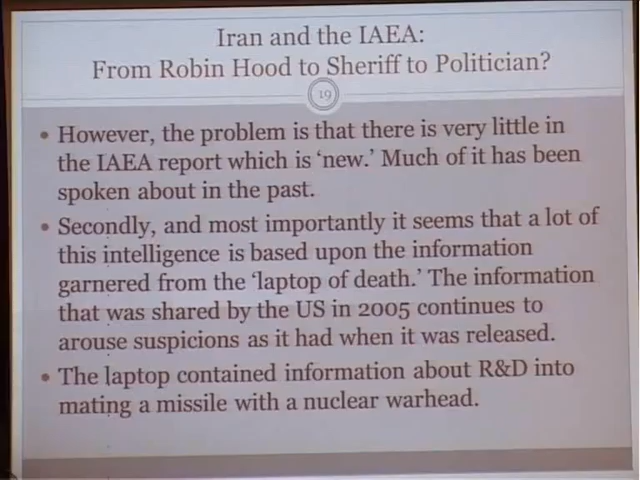 Iran and the IAEA:
From Robin Hood to Sheriff to Politician?
19
• However, the problem is that there is very little in
the IAEA report which is ‘new.’ Much of it has been
spoken about in the past.
• Secondly, and most importantly it seems that a lot of
this intelligence is based upon the information
garnered from the ‘laptop of death.’ The information
that was shared by the US in 2005 continues to
arouse suspicions as it had when it was released.
• The laptop contained information about R&D into
mating a missile with a nuclear warhead.